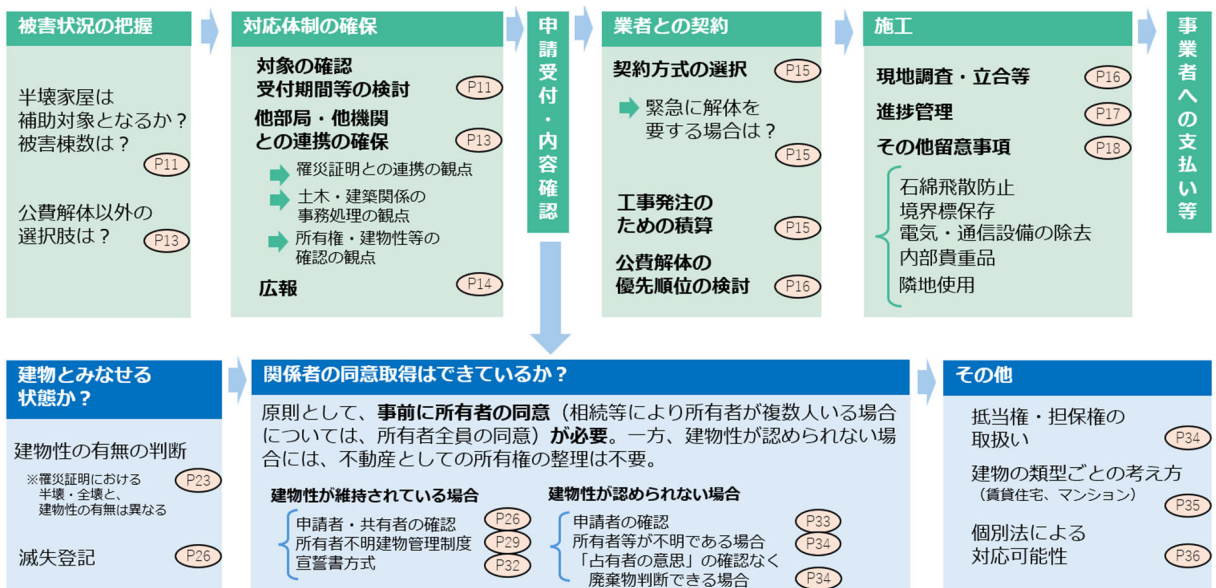 被害状況の把握
半壊家屋は
補助対象となるか？
被害棟数は？
P11
公費解体以外の
選択肢は？
P13
対応体制の確保
対象の確認
受付期間等の検討
P11
他部局・他機関
との連携の確保
P13
罹災証明との連携の観点
土木・建築関係の
事務処理の観点
所有権・建物性等の
確認の観点
広報
P14
申請受付・内容確認
業者との契約
契約方式の選択
P15
緊急に解体を
要する場合は？
P15
工事発注の
ための積算
P15
公費解体の
優先順位の検討
P16
施工
現地調査・立合等
P16
進捗管理
P17
その他留意事項
P18
石綿飛散防止
境界標保存
電気・通信設備の除去
内部貴重品
隣地使用
事業者への支払い等
建物とみなせる
状態か？
建物性の有無の判断
P23
※罹災証明における
半壊・全壊と、
建物性の有無は異なる
滅失登記
P26
関係者の同意取得はできているか？
原則として、事前に所有者の同意（相続等により所有者が複数人いる場合
については、所有者全員の同意）が必要。一方、建物性が認められない場
合には、不動産としての所有権の整理は不要。
建物性が維持されている場合
申請者・共有者の確認
P26
所有者不明建物管理制度
P29
宣誓書方式
P32
建物性が認められない場合
申請者の確認
P33
所有者等が不明である場合
P34
「占有者の意思」の確認なく
廃棄物判断できる場合
P34
その他
抵当権・担保権の
取扱い
P34
建物の類型ごとの考え方
（賃貸住宅、マンション）
P35
個別法による
対応可能性
P36